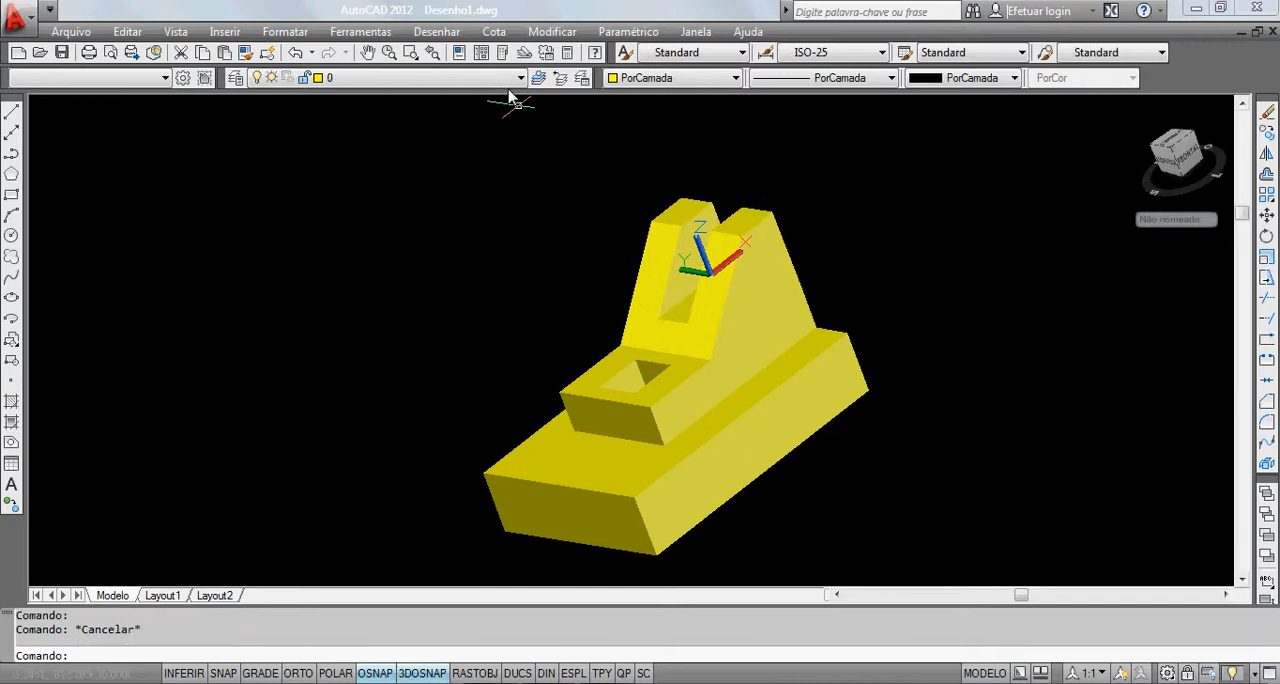 AutoCAD 2012 Desenho1.dwg
Digite palavra-chave ou frase
Efetuar login
Arquivo Editar Vista Inserir Formatar Ferramentas Desenhar Cota Modificar Paramétrico Janela Ajuda
Standard ISO-25 Standard Standard
0 PorCamada PorCamada PorCamada PorCor
FRONTAL
Não nomeado
Z
X
Y
A
Modelo Layout1 Layout2
Comando:
Comando: *Cancelar*
Comando:
INFERIR SNAP GRADE ORTO POLAR OSNAP 3DOSNAP RASTOBJ DUCS DIN ESPL TPY QP SC MODELO 1:1